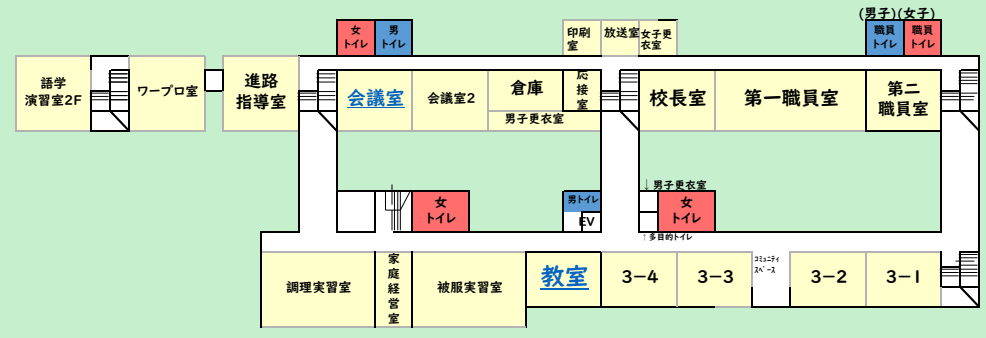 (男子)(女子)
女
トイレ
男
トイレ
印刷
室
放送室
女子更
衣室
職員
トイレ
職員
トイレ
語学
演習室2F
ワープロ室
進路
指導室
会議室
会議室2
倉庫
応
接
室
男子更衣室
校長室
第一職員室
第二
職員室
女
トイレ
男トイレ
EV
↓男子更衣室
女
トイレ
↑多目的トイレ
調理実習室
家
庭
経
営
室
被服実習室
教室
3-4
3-3
コミュニティ
スペース
3-2
3-1